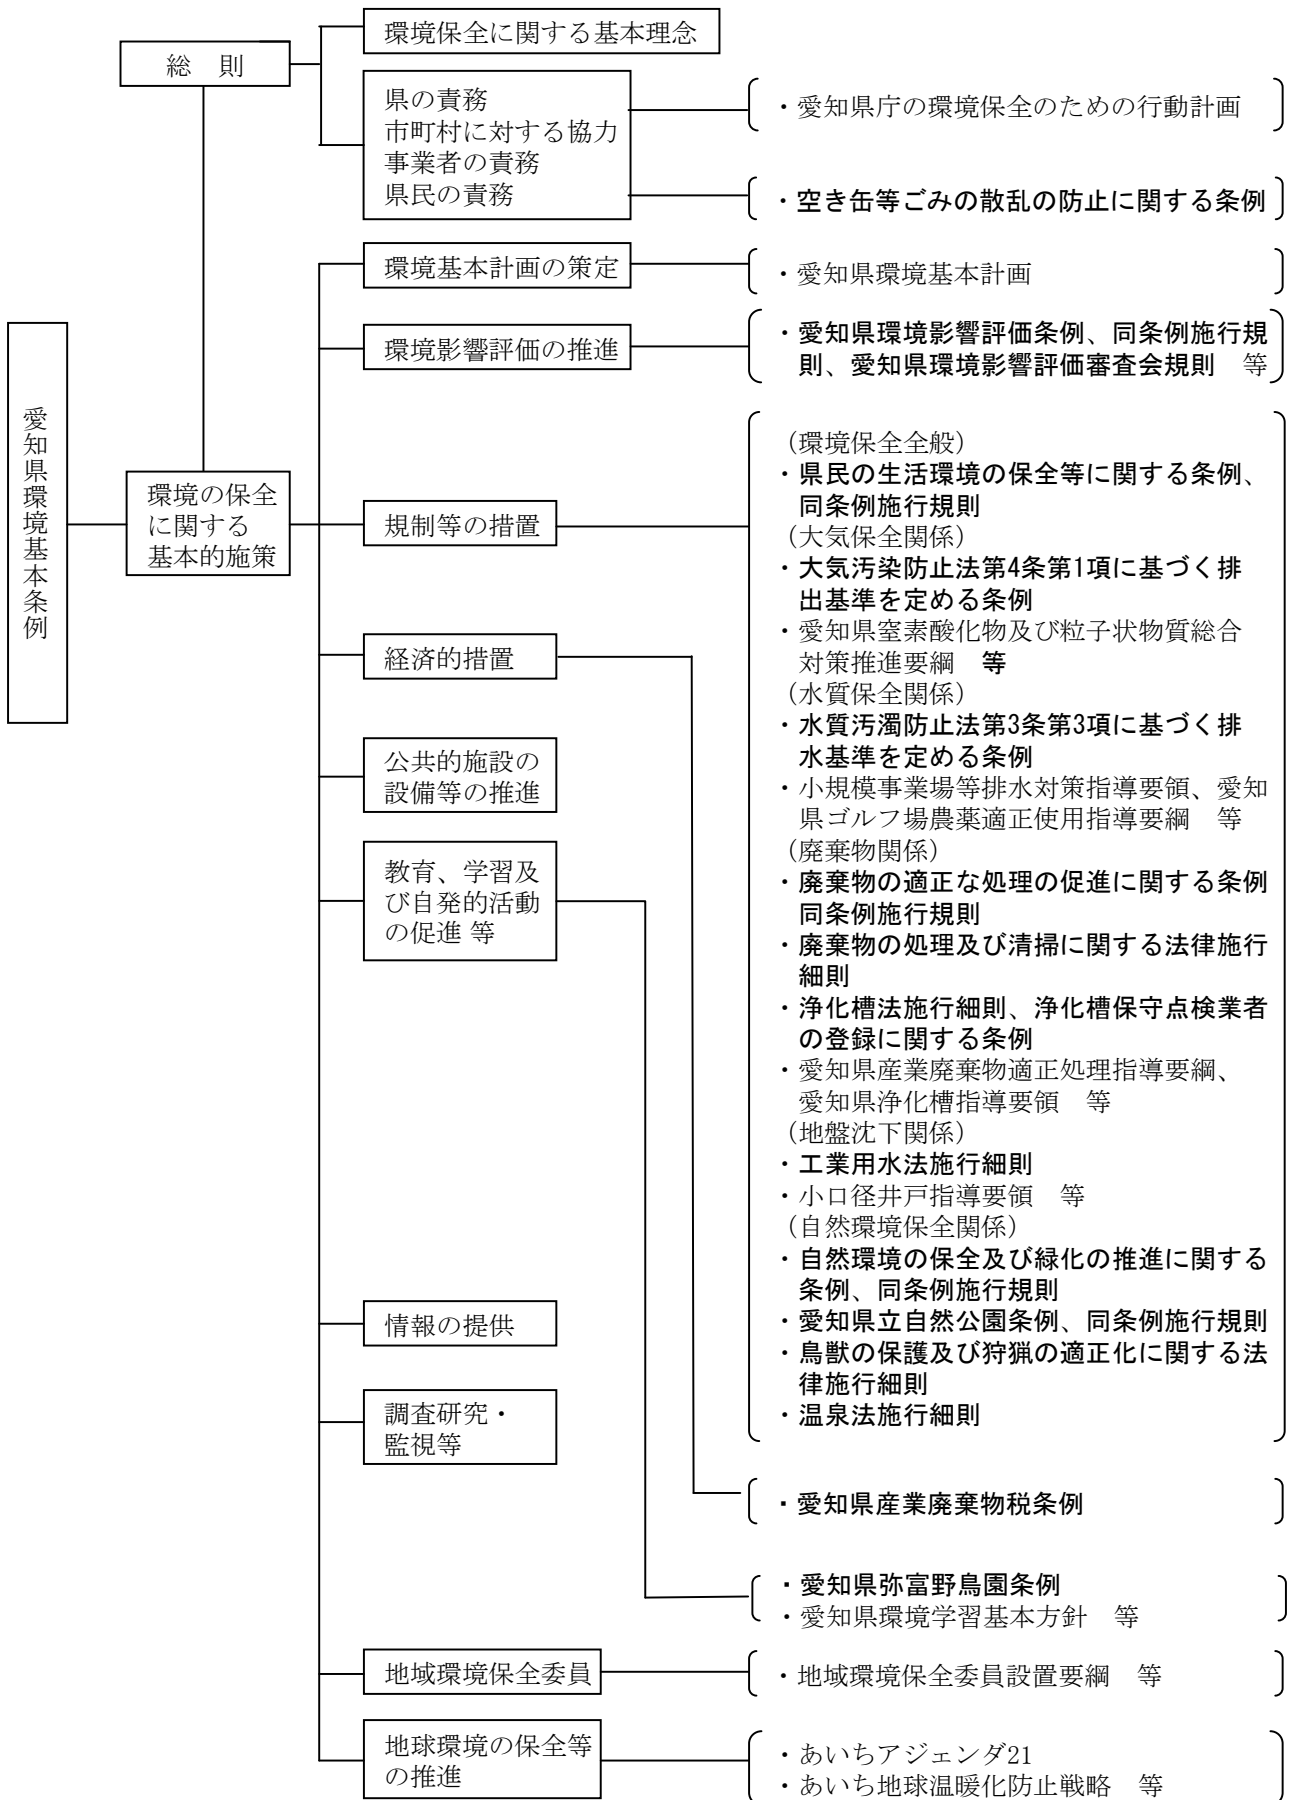 環境保全に関する基本理念
総　則
県の責務
市町村に対する協力
事業者の責務
県民の責務
・愛知県庁の環境保全のための行動計画
・空き缶等ごみの散乱の防止に関する条例
環境基本計画の策定
・愛知県環境基本計画
環境影響評価の推進
・愛知県環境影響評価条例、同条例施行規
則、愛知県環境影響評価審査会規則　等
愛知県環境基本条例
環境の保全
に関する
基本的施策
規制等の措置
（環境保全全般）
・県民の生活環境の保全等に関する条例、
同条例施行規則
（大気保全関係）
・大気汚染防止法第4条第1項に基づく排
出基準を定める条例
・愛知県窒素酸化物及び粒子状物質総合
対策推進要綱　等
（水質保全関係）
・水質汚濁防止法第3条第3項に基づく排
水基準を定める条例
・小規模事業場等排水対策指導要領、愛知
県ゴルフ場農薬適正使用指導要綱　等
（廃棄物関係）
・廃棄物の適正な処理の促進に関する条例
同条例施行規則
・廃棄物の処理及び清掃に関する法律施行
細則
・浄化槽法施行細則、浄化槽保守点検業者
の登録に関する条例
・愛知県産業廃棄物適正処理指導要綱、
愛知県浄化槽指導要領　等
（地盤沈下関係）
・工業用水法施行細則
・小口径井戸指導要領　等
（自然環境保全関係）
・自然環境の保全及び緑化の推進に関する
条例、同条例施行規則
・愛知県立自然公園条例、同条例施行規則
・鳥獣の保護及び狩猟の適正化に関する法
律施行細則
・温泉法施行細則
経済的措置
・愛知県産業廃棄物税条例
公共的施設の
設備等の推進
教育、学習及
び自発的活動
の促進 等
・愛知県弥富野鳥園条例
・愛知県環境学習基本方針　等
情報の提供
調査研究・
監視等
地域環境保全委員
・地域環境保全委員設置要綱　等
地球環境の保全等
の推進
・あいちアジェンダ21
・あいち地球温暖化防止戦略　等